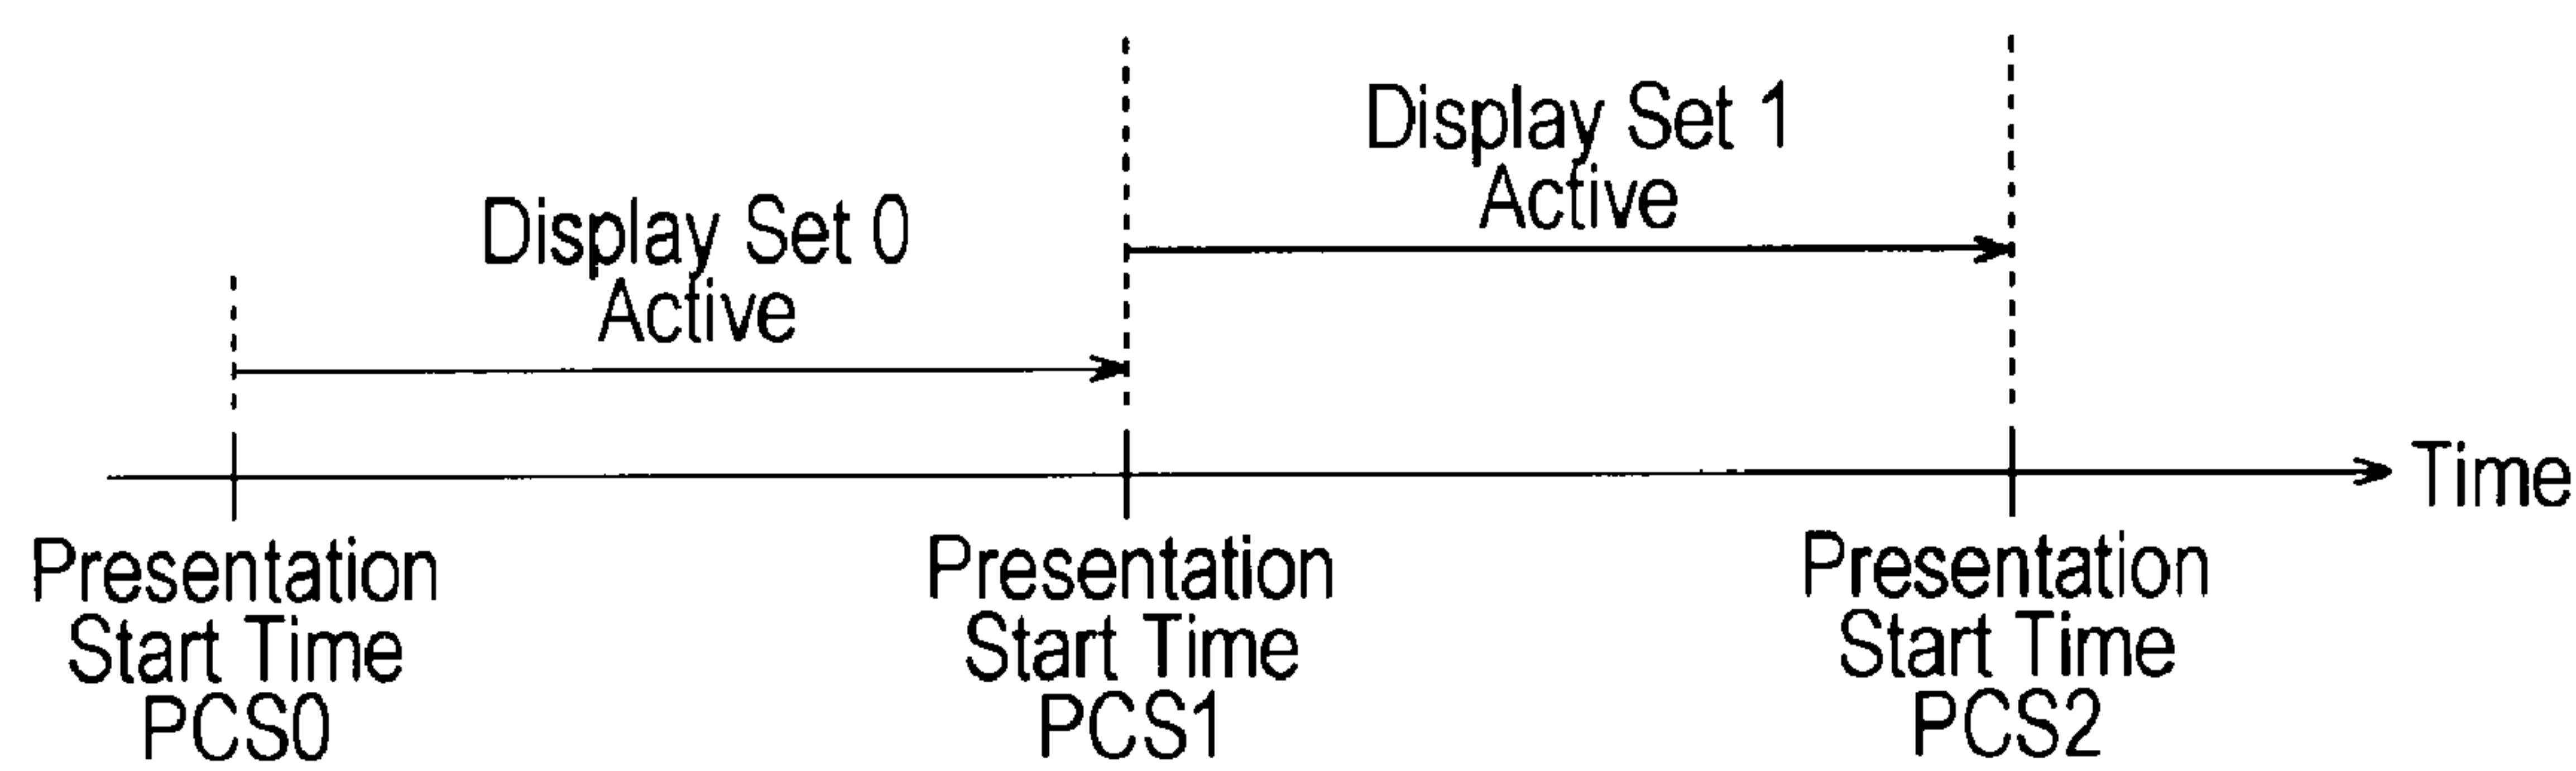 Display Set 0
Active
Display Set 1
Active
Time
Presentation
Start Time
PCS0
Presentation
Start Time
PCS1
Presentation
Start Time
PCS2